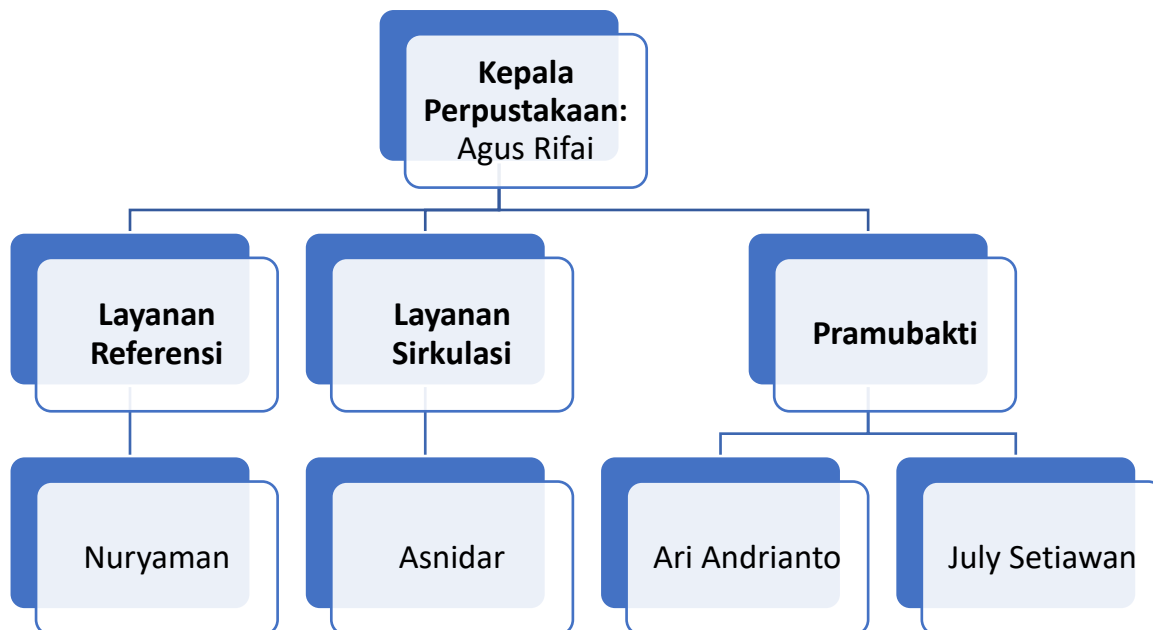 Kepala
Perpustakaan:
Agus Rifai
Layanan
Referensi
Layanan
Sirkulasi
Pramubakti
Nuryaman
Asnidar
Ari Andrianto
July Setiawan